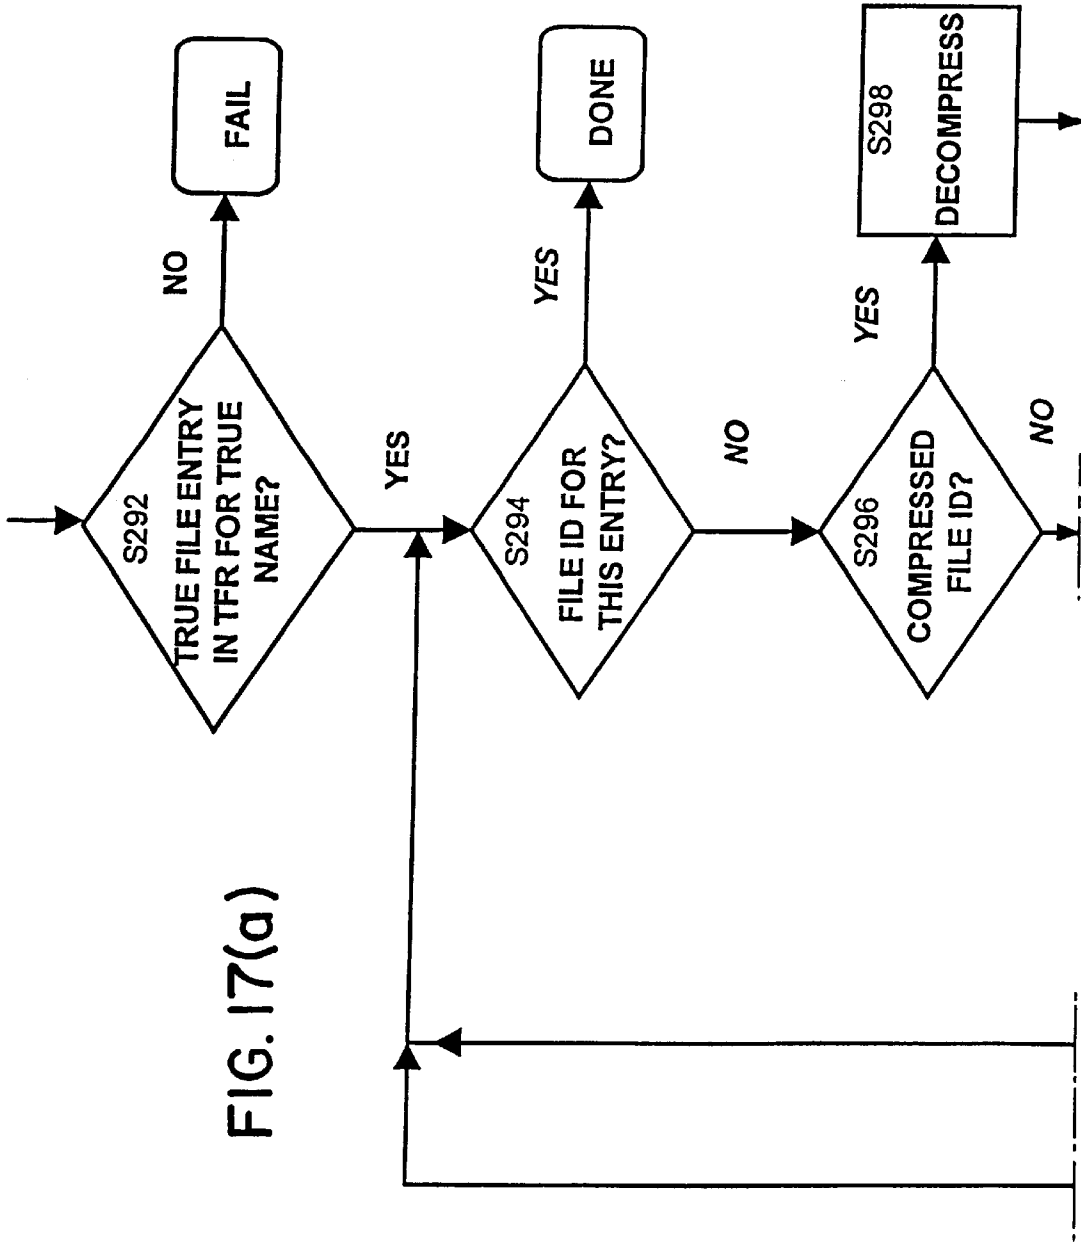 S292
TRUE FILE ENTRY
IN TFR FOR TRUE
NAME?
NO
FAIL
YES
S294
FILE ID FOR
THIS ENTRY?
YES
DONE
NO
S296
COMPRESSED
FILE ID?
YES
S298
DECOMPRESS
NO
FIG. 17(a)